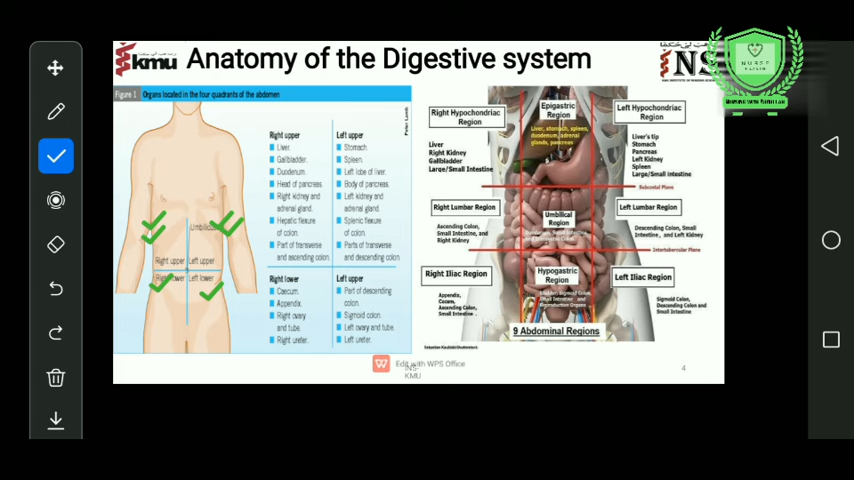 kmu
Anatomy of the Digestive system
NURSE
Figure 1 Organs located in the four quadrants of the abdomen
Peter Lamb
Umbilicus
Right upper
Left upper
Left lower
Right upper
Liver.
Gallbladder.
Duodenum.
Head of pancreas.
Right kidney and
adrenal gland.
Hepatic flexure
of colon.
Part of transverse
and ascending colon.
Left upper
Stomach.
Spleen.
Left lobe of liver.
Body of pancreas.
Left kidney and
adrenal gland.
Splenic flexure
of colon.
Parts of transverse
and descending colon
Right lower
Caecum.
Appendix.
Right ovary
and tube.
Right ureter.
Left upper
Part of descending
colon.
Sigmoid colon.
Left ovary and tube.
Left ureter.
Right Hypochondriac
Region
Epigastric
Region
Left Hypochondriac
Region
Liver
Right Kidney
Gallbladder
Large/Small Intestine
Liver, stomach, spleen,
duodenum, adrenal
glands, pancreas
Liver's tip
Stomach
Pancreas
Left Kidney
Spleen
Large/Small Intestine
Subcostal Plane
Right Lumbar Region
Umbilical
Region
Left Lumbar Region
Ascending Colon,
Small Intestine, and
Right Kidney
Descending Colon, Small
Intestine , and Left Kidney
Intertubercular Plane
Right Iliac Region
Hypogastric
Region
Left Iliac Region
Appendix,
Cecum,
Ascending Colon,
Small Intestine
Sigmoid Colon,
Descending Colon and
Small Intestine
9 Abdominal Regions
Edit with WPS Office
INS-
KMU
4